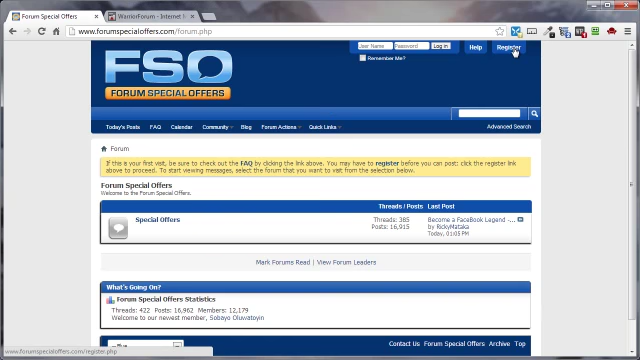 Forum Special Offers
WarriorForum - Internet
www.forumspecialoffers.com/forum.php
User Name
Password
Log in
Help
Register
Remember Me?
FSO
FORUM SPECIAL OFFERS
Today's Posts FAQ Calendar Community Blog Forum Actions Quick Links Advanced Search
Forum
If this is your first visit, be sure to check out the FAQ by clicking the link above. You may have to register before you can post: click the register link
above to proceed. To start viewing messages, select the forum that you want to visit from the selection below.
Forum Special Offers
Welcome to the Forum Special Offers.
Threads / Posts Last Post
Special Offers
Threads: 385
Posts: 16,915
Become a FaceBook Legend -...
by RickyMataka
Today, 01:05 PM
Mark Forums Read | View Forum Leaders
What's Going On?
Forum Special Offers Statistics
Threads: 422 Posts: 16,962 Members: 12,179
Welcome to our newest member, Sobayo Oluwatoyin
Contact Us Forum Special Offers Archive Top
www.forumspecialoffers.com/register.php